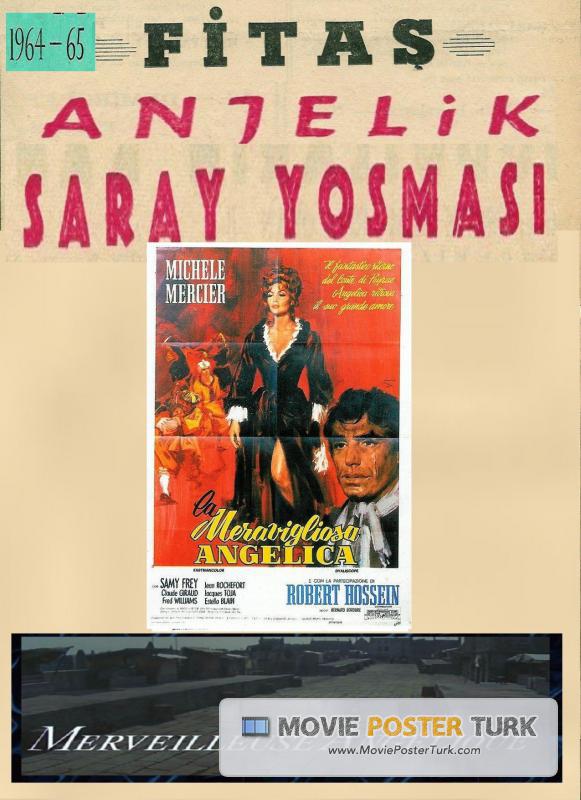 1964-65
FİTAŞ
ANJELİK
SARAY YOSMASI
MICHELE
MERCIER
Il fantastico ritorno
del Conte di Peyrac
Angelica ritrova
il suo grande amore
la
Meravigliosa
ANGELICA
EASTMANCOLOR
DYALISCOPE
con SAMY FREY Jean ROCHEFORT
Claude GIRAUD Jacques TOJA
Fred WILLIAMS Estella BLAIN
E CON LA PARTECIPAZIONE DI
ROBERT HOSSEIN
BERNARD BORDERIE
MERVEILLEUSE
MOVIE POSTER TURK
www.MoviePosterTurk.com